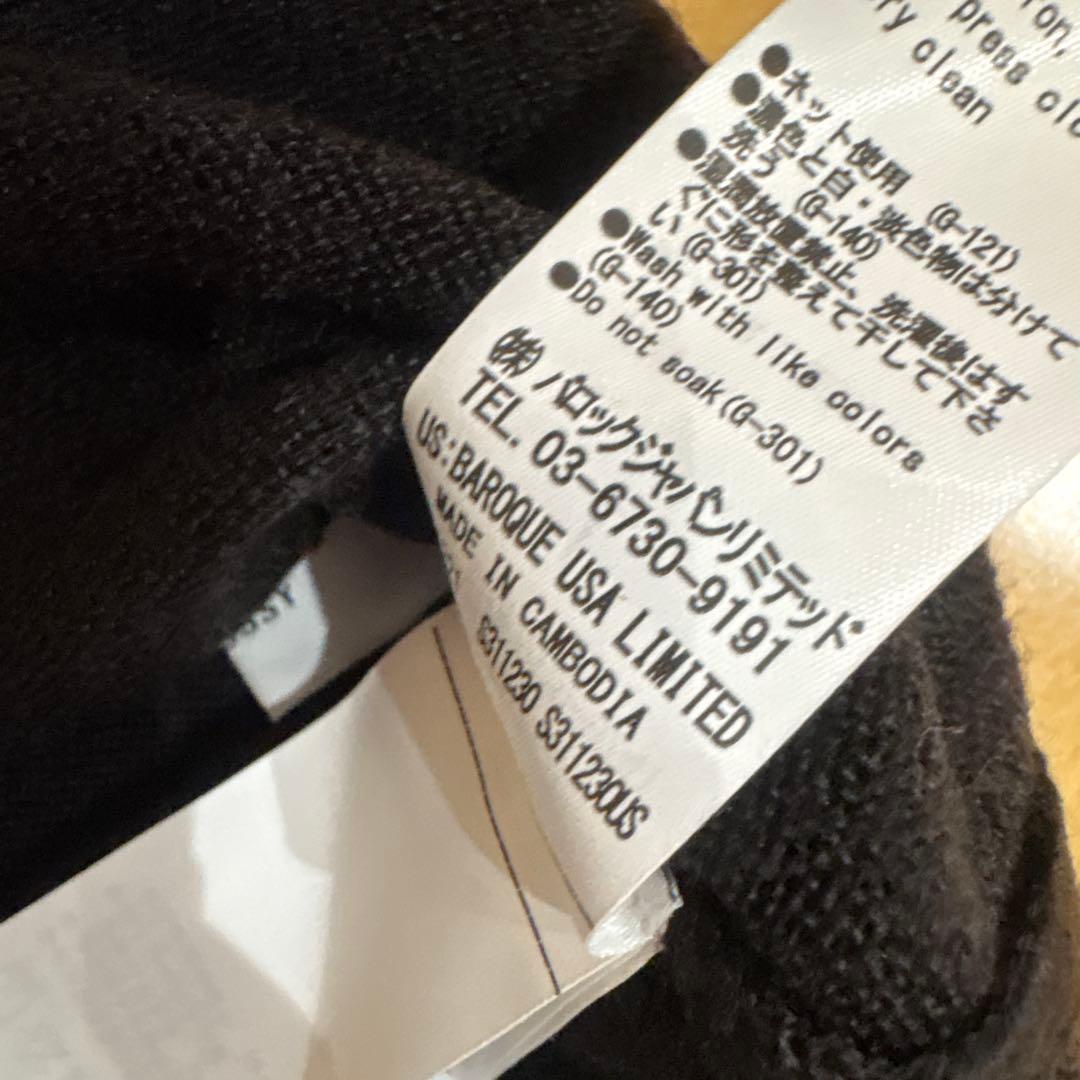 press
clean
●ネット使用 (G-121)
●濃色と白・淡色物は分けて
洗う (G-140)
●湿潤放置禁止、洗濯後はす
ぐに形を整えて干して下さ
い (G-301)
●Wash with like colors
(G-140)
●Do not soak(G-301)
(株)バロックジャパンリミテッド
TEL. 03-6730-9191
US:BAROQUE USA LIMITED
MADE IN CAMBODIA
S311230 S311230US